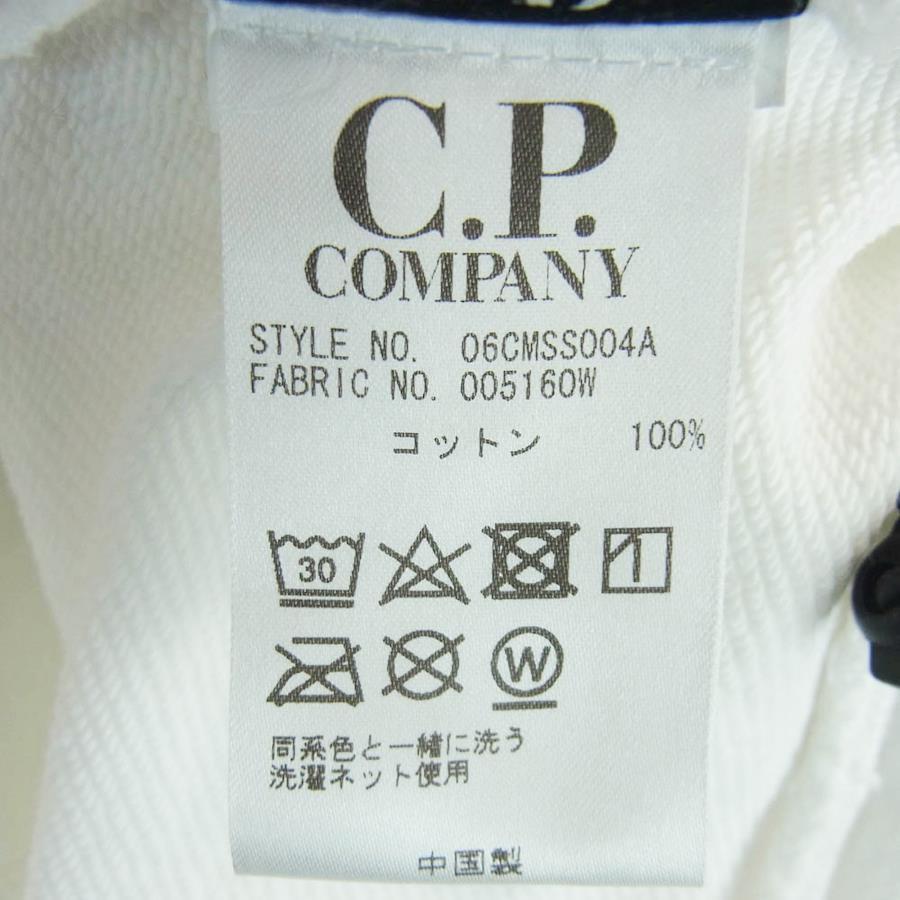 C.P.
COMPANY
STYLE NO. 06CMSS004A
FABRIC NO. 005160W
コットン 100%
30
W
同系色と一緒に洗う
洗濯ネット使用
中国製